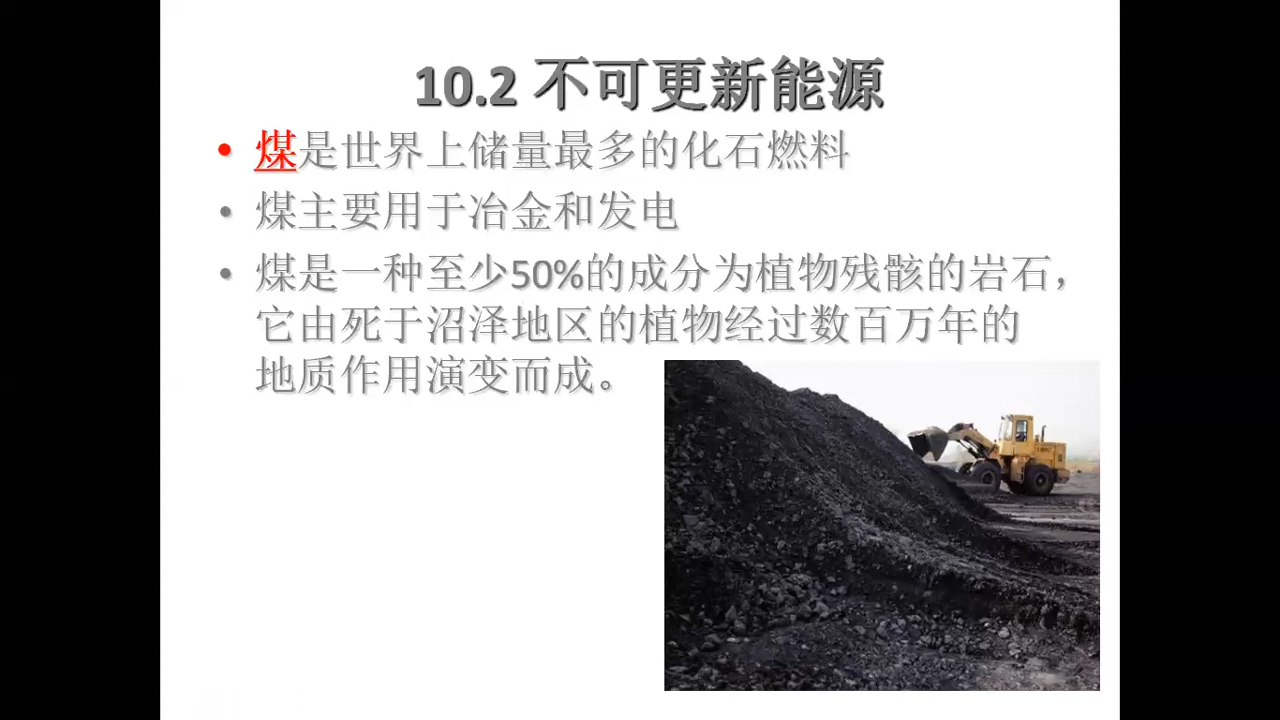 10.2 不可更新能源
• 煤是世界上储量最多的化石燃料
• 煤主要用于冶金和发电
• 煤是一种至少50%的成分为植物残骸的岩石，
它由死于沼泽地区的植物经过数百万年的
地质作用演变而成。